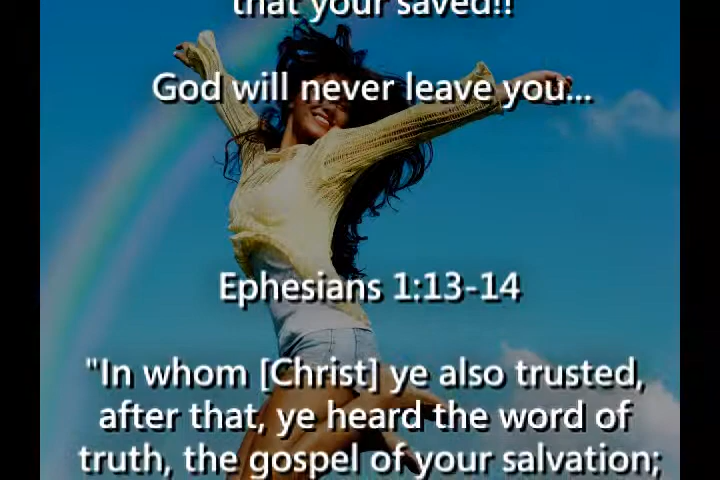 that your saved!!
God will never leave you...
Ephesians 1:13-14
"In whom [Christ] ye also trusted,
after that, ye heard the word of
truth, the gospel of your salvation;